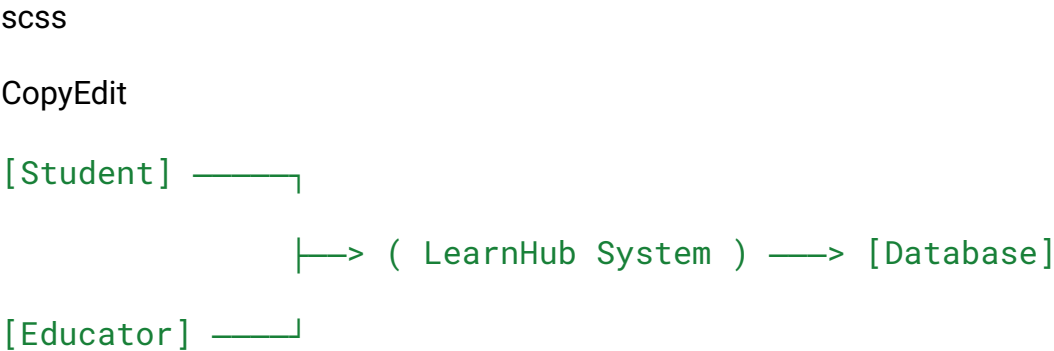 scss
CopyEdit
[Student] ─────┐
├──> ( LearnHub System ) ───> [Database]
[Educator] ────┘